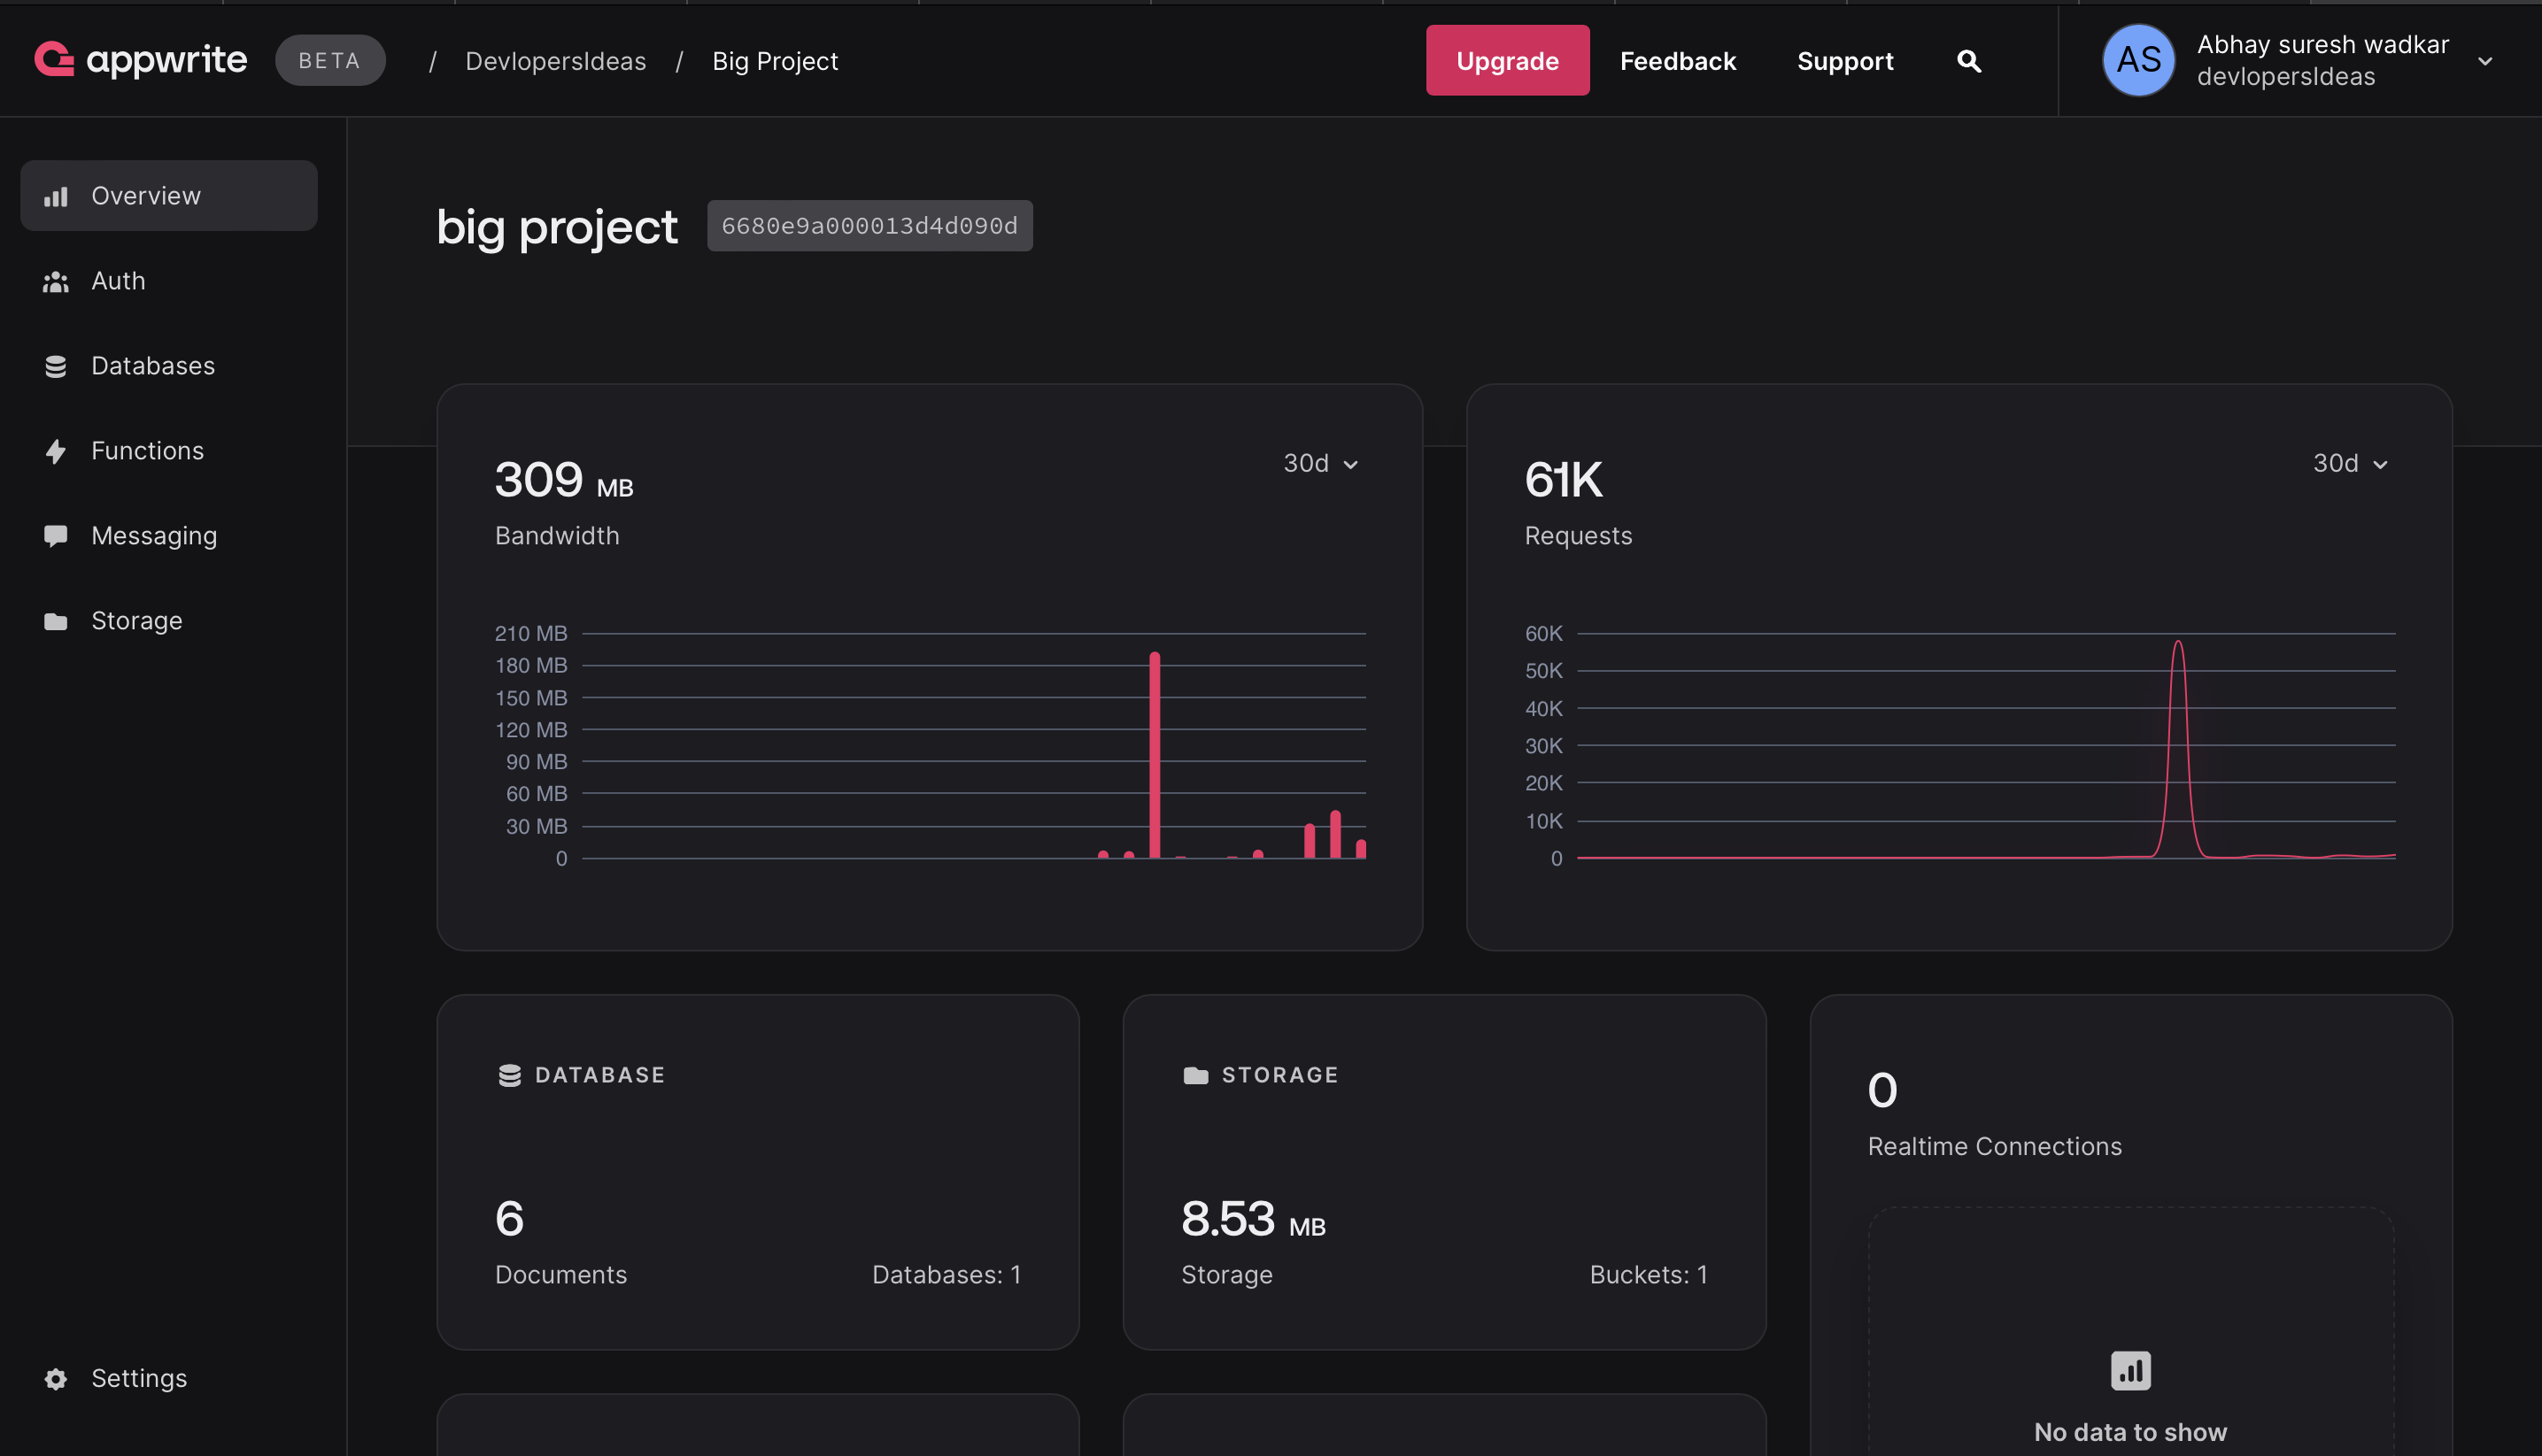 appwrite BETA / DevlopersIdeas / Big Project Upgrade Feedback Support AS Abhay suresh wadkar
devlopersIdeas
Overview
Auth
Databases
Functions
Messaging
Storage
Settings
big project 6680e9a000013d4d090d
309 MB 30d
Bandwidth
210 MB
180 MB
150 MB
120 MB
90 MB
60 MB
30 MB
0
61K 30d
Requests
60K
50K
40K
30K
20K
10K
0
DATABASE
6
Documents Databases: 1
STORAGE
8.53 MB
Storage Buckets: 1
0
Realtime Connections
No data to show